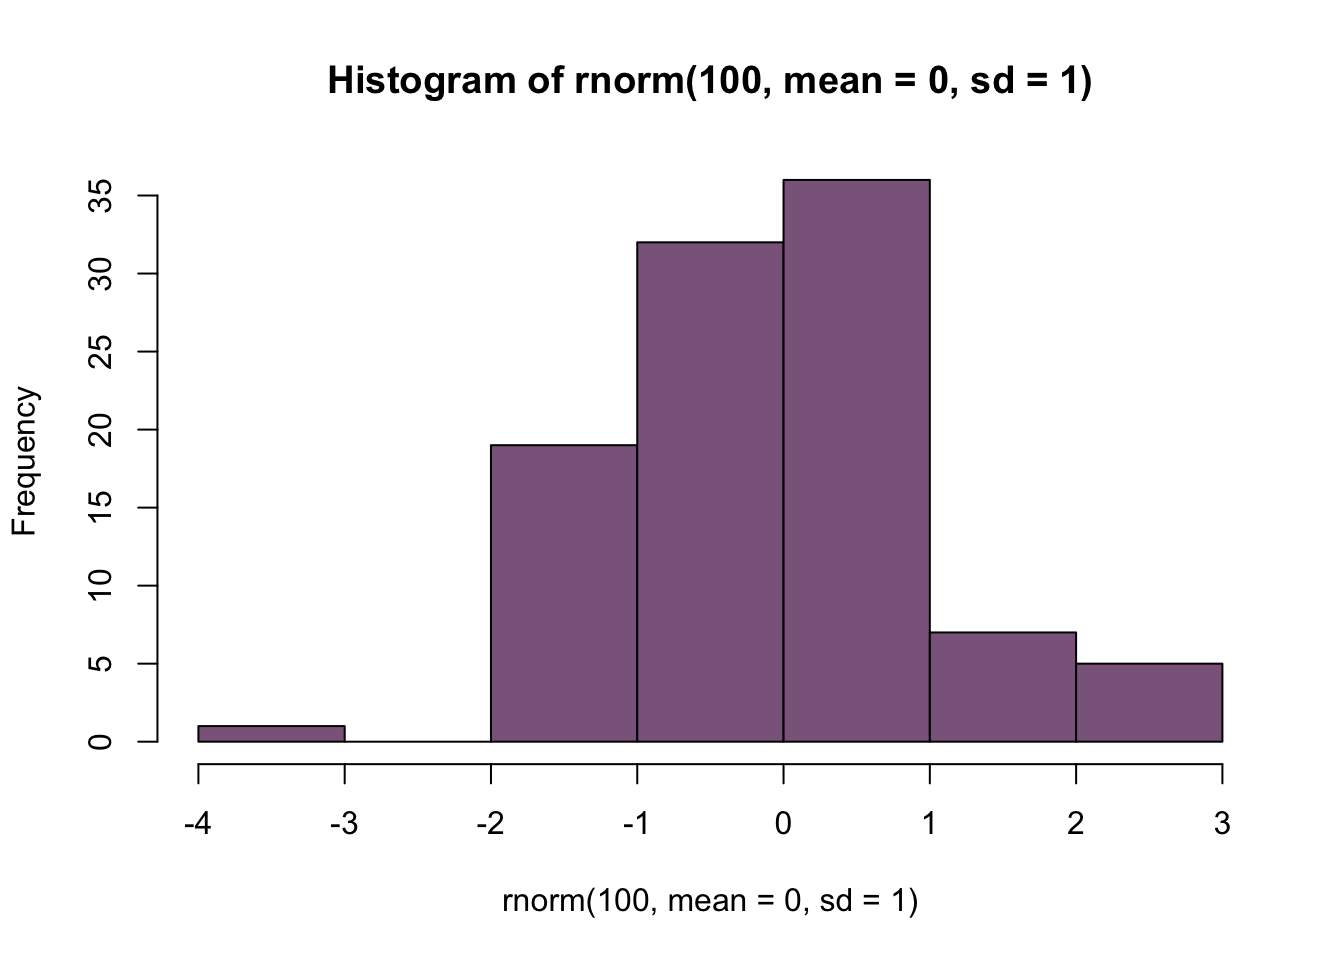 Histogram of rnorm(100, mean = 0, sd = 1)
35
30
25
20
15
10
5
0
Frequency
-4 -3 -2 -1 0 1 2 3
rnorm(100, mean = 0, sd = 1)